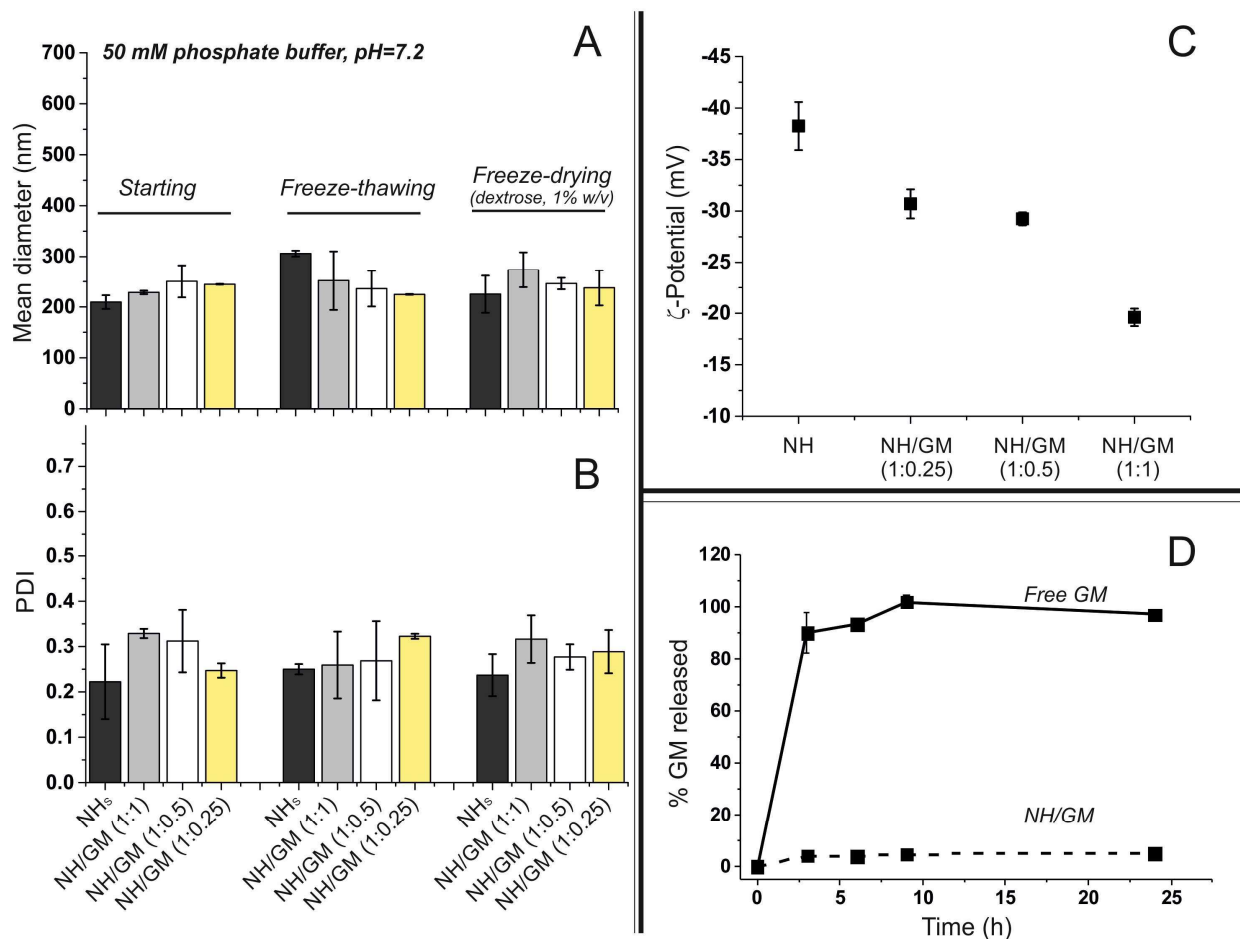 50 mM phosphate buffer, pH=7.2
A
Mean diameter (nm)
700
600
500
400
300
200
100
0
Starting
Freeze-thawing
Freeze-drying
(dextrose, 1% w/v)
B
PDI
0.7
0.6
0.5
0.4
0.3
0.2
0.1
0.0
NHs
NH/GM (1:1)
NH/GM (1:0.5)
NH/GM (1:0.25)
NHs
NH/GM (1:1)
NH/GM (1:0.5)
NH/GM (1:0.25)
NHs
NH/GM (1:1)
NH/GM (1:0.5)
NH/GM (1:0.25)
C
ζ-Potential (mV)
-45
-40
-35
-30
-25
-20
-15
-10
NH
NH/GM
(1:0.25)
NH/GM
(1:0.5)
NH/GM
(1:1)
D
% GM released
120
100
80
60
40
20
0
Free GM
NH/GM
0
5
10
15
20
25
Time (h)